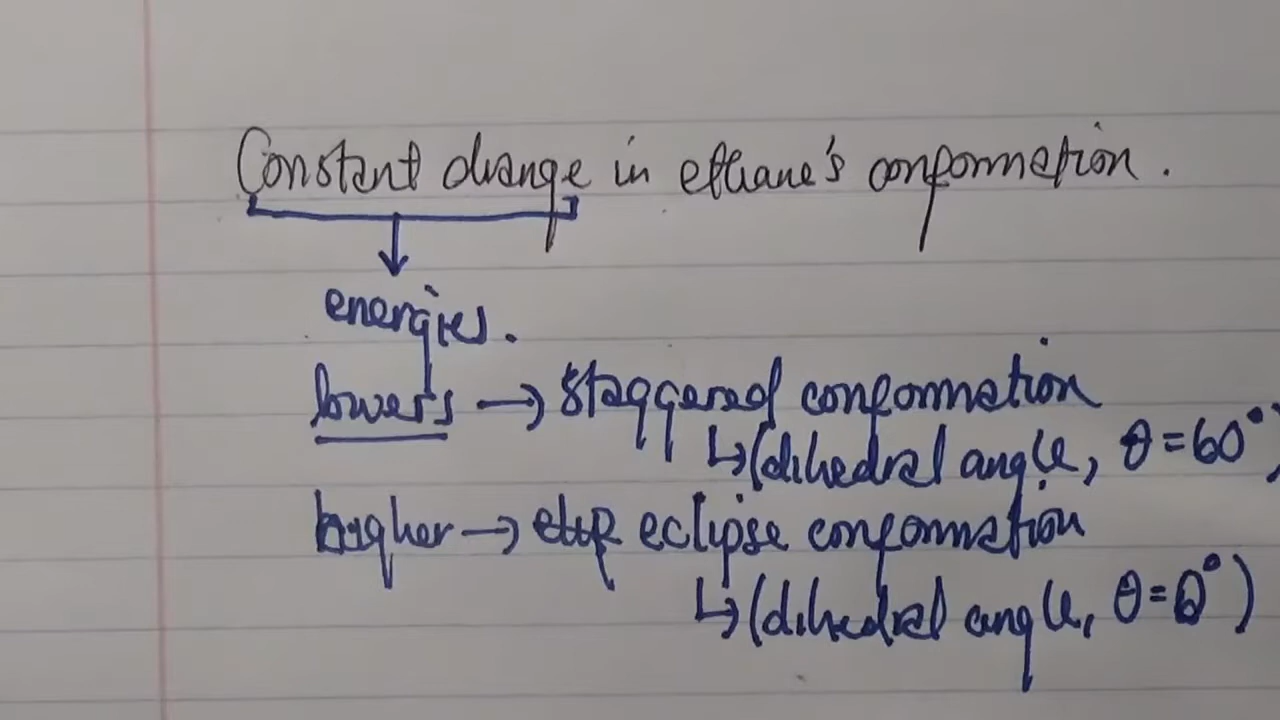 Constant change in ethane's conformation.
energies.
lowers → staggered conformation
↳ (dihedral angle, θ = 60°)
higher → eclipse conformation
↳ (dihedral angle, θ = 0°)